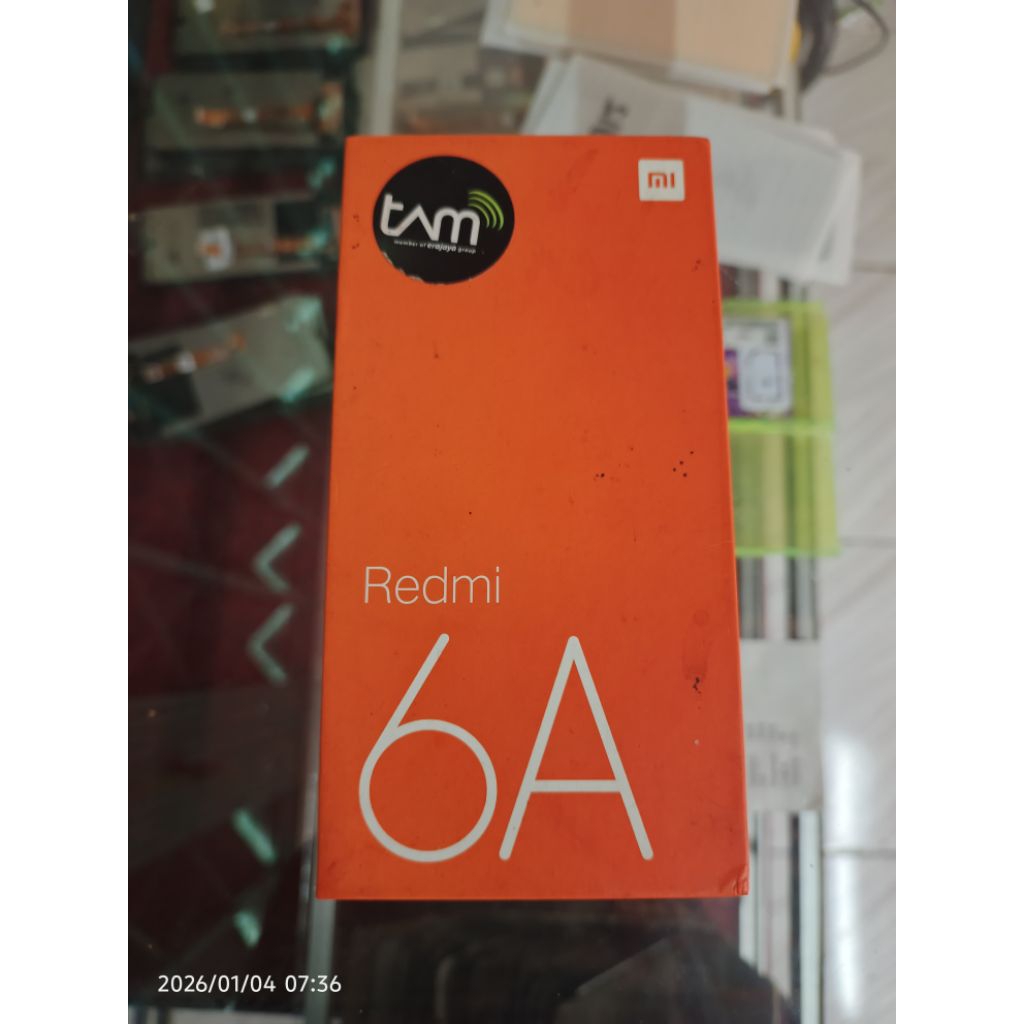 tam
member of erajaya group
mi
Redmi
6A
2026/01/04 07:36